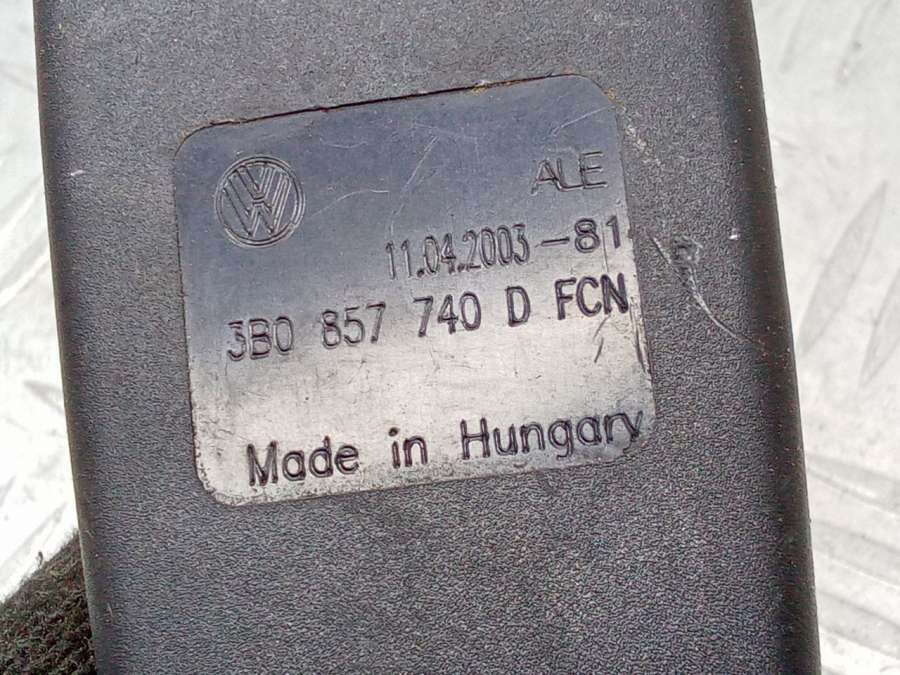 ALE
11.04.2003-81
3B0 857 740 D FCN
Made in Hungary